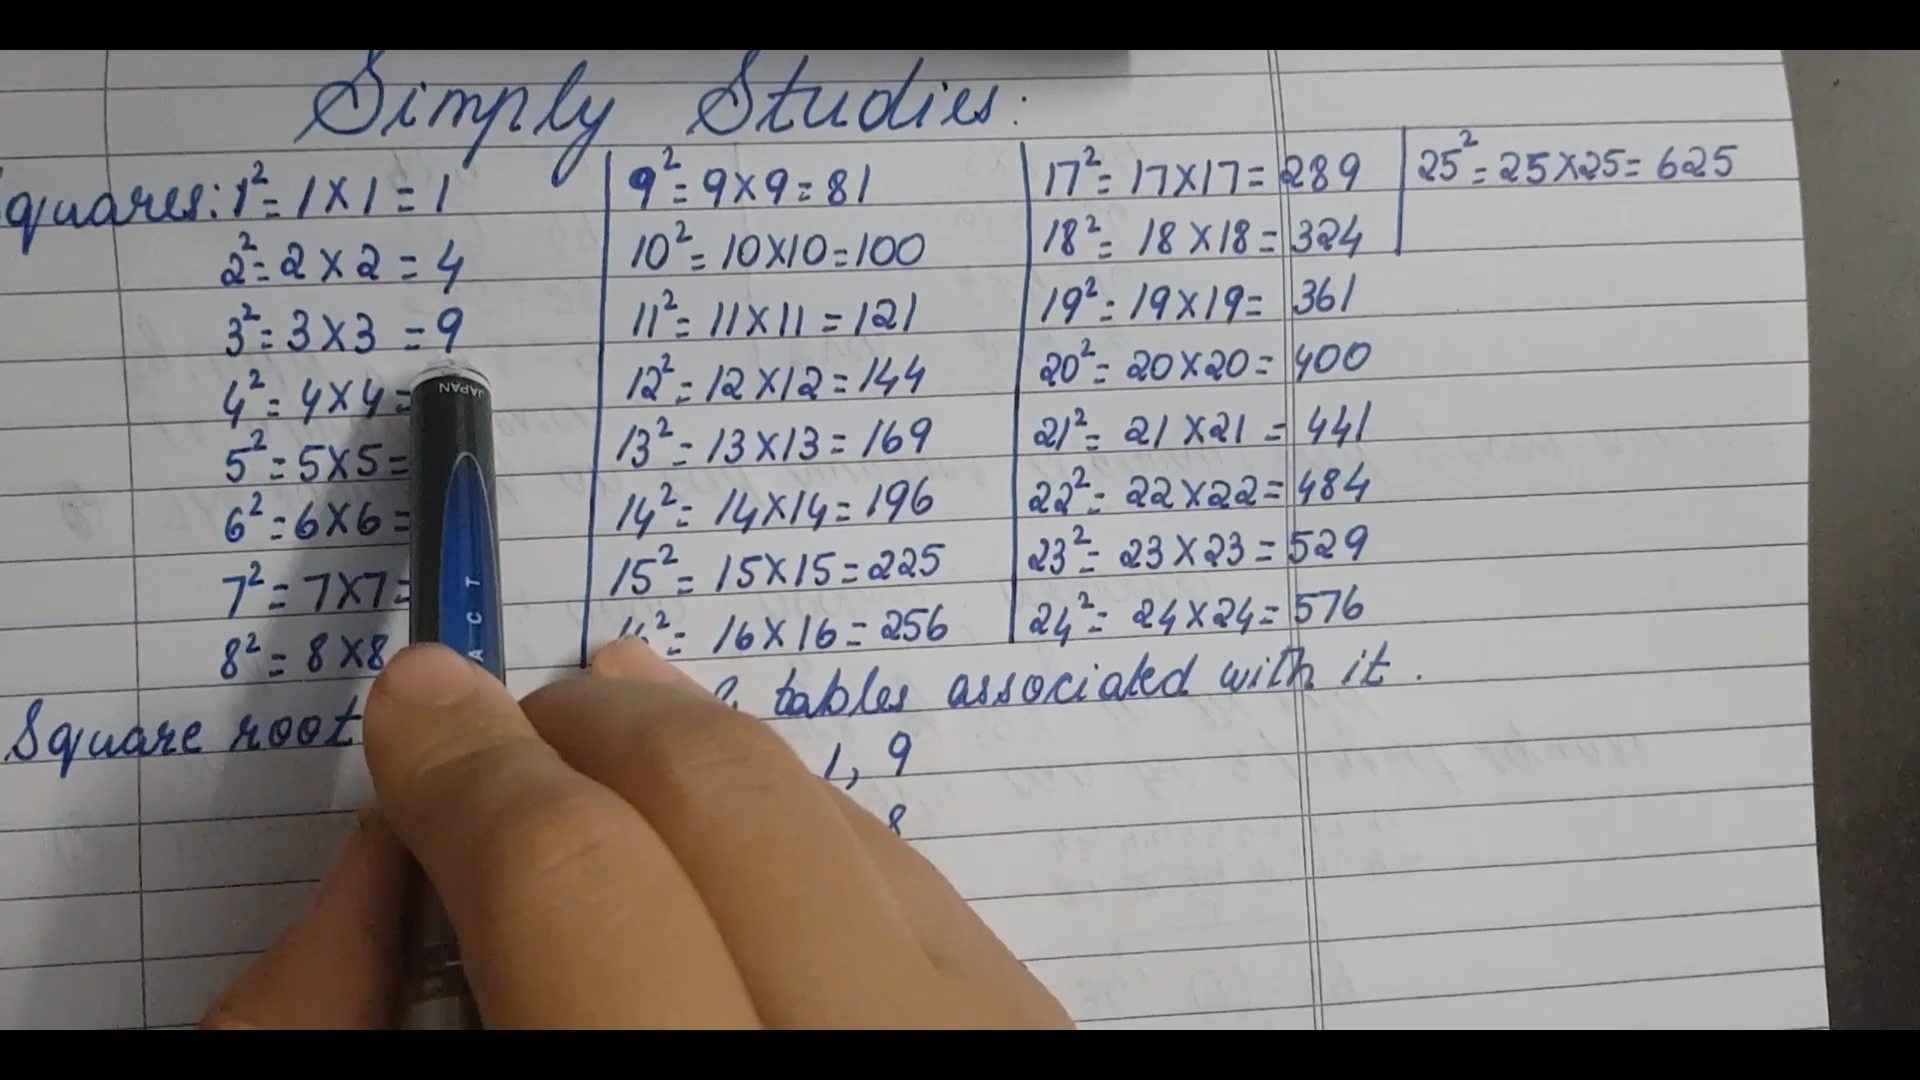 Simply Studies:
quares: 1² = 1 X 1 = 1
2² = 2 X 2 = 4
3² = 3 X 3 = 9
4² = 4 X 4 =
5² = 5 X 5 =
6² = 6 X 6 =
7² = 7 X 7 =
8² = 8 X 8
9² = 9 X 9 = 81
10² = 10 X 10 = 100
11² = 11 X 11 = 121
12² = 12 X 12 = 144
13² = 13 X 13 = 169
14² = 14 X 14 = 196
15² = 15 X 15 = 225
² = 16 X 16 = 256
17² = 17 X 17 = 289
18² = 18 X 18 = 324
19² = 19 X 19 = 361
20² = 20 X 20 = 400
21² = 21 X 21 = 441
22² = 22 X 22 = 484
23² = 23 X 23 = 529
24² = 24 X 24 = 576
25² = 25 X 25 = 625
Square root
tables associated with it.
1, 9
8
JAPAN
A C T